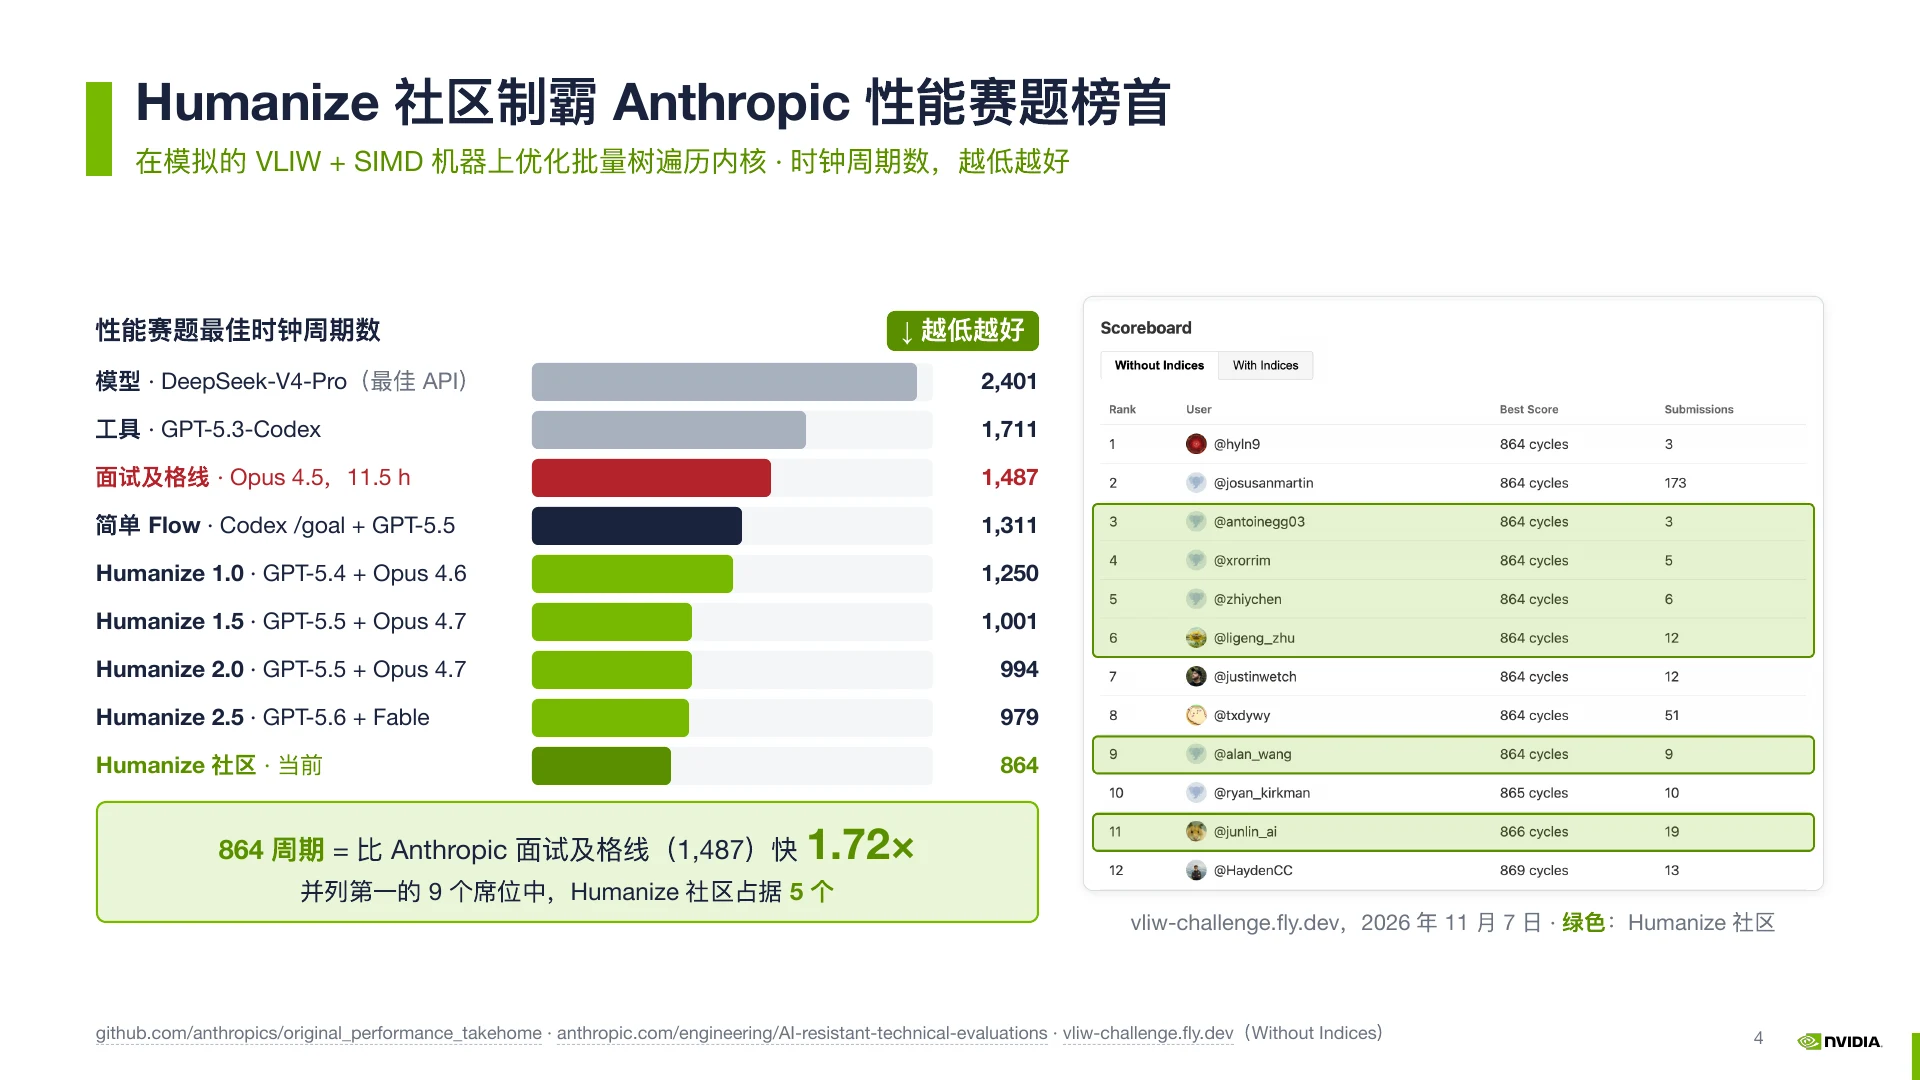 Humanize 社区制霸 Anthropic 性能赛题榜首
在模拟的 VLIW + SIMD 机器上优化批量树遍历内核 · 时钟周期数，越低越好
性能赛题最佳时钟周期数
↓ 越低越好
模型 · DeepSeek-V4-Pro（最佳 API） 2,401
工具 · GPT-5.3-Codex 1,711
面试及格线 · Opus 4.5，11.5 h 1,487
简单 Flow · Codex /goal + GPT-5.5 1,311
Humanize 1.0 · GPT-5.4 + Opus 4.6 1,250
Humanize 1.5 · GPT-5.5 + Opus 4.7 1,001
Humanize 2.0 · GPT-5.5 + Opus 4.7 994
Humanize 2.5 · GPT-5.6 + Fable 979
Humanize 社区 · 当前 864
864 周期 = 比 Anthropic 面试及格线（1,487）快 1.72×
并列第一的 9 个席位中，Humanize 社区占据 5 个
Scoreboard
Without Indices With Indices
Rank User Best Score Submissions
1 @hyln9 864 cycles 3
2 @josusanmartin 864 cycles 173
3 @antoinegg03 864 cycles 3
4 @xrorrim 864 cycles 5
5 @zhiychen 864 cycles 6
6 @ligeng_zhu 864 cycles 12
7 @justinwetch 864 cycles 12
8 @txdywy 864 cycles 51
9 @alan_wang 864 cycles 9
10 @ryan_kirkman 865 cycles 10
11 @junlin_ai 866 cycles 19
12 @HaydenCC 869 cycles 13
vliw-challenge.fly.dev，2026 年 11 月 7 日 · 绿色：Humanize 社区
github.com/anthropics/original_performance_takehome · anthropic.com/engineering/AI-resistant-technical-evaluations · vliw-challenge.fly.dev（Without Indices）
4
NVIDIA